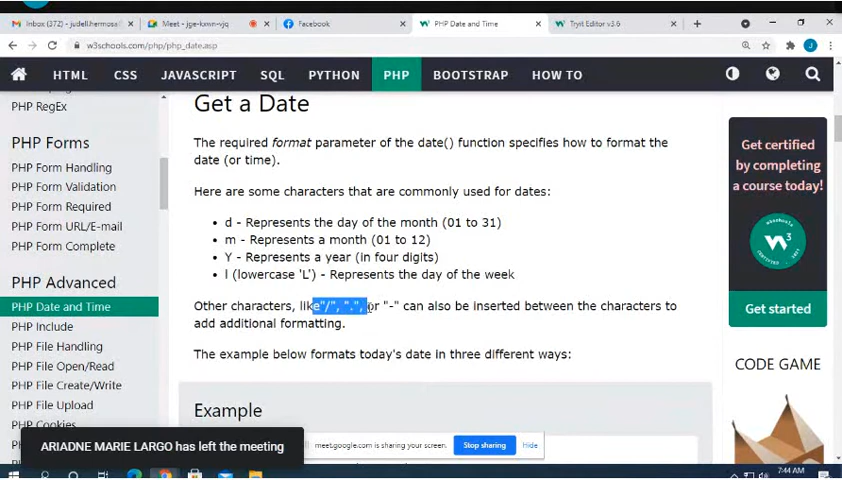 Inbox (393) - judell.hermosa
Meet - jge-kxwn-vjq
Facebook
PHP Date and Time
Tryit Editor v3.6
w3schools.com/php/php_date.asp
HTML CSS JAVASCRIPT SQL PYTHON PHP BOOTSTRAP HOW TO
PHP RegEx
PHP Forms
PHP Form Handling
PHP Form Validation
PHP Form Required
PHP Form URL/E-mail
PHP Form Complete
PHP Advanced
PHP Date and Time
PHP Include
PHP File Handling
PHP File Open/Read
PHP File Create/Write
PHP File Upload
PHP Cookies
Get a Date
The required format parameter of the date() function specifies how to format the
date (or time).
Here are some characters that are commonly used for dates:
d - Represents the day of the month (01 to 31)
m - Represents a month (01 to 12)
Y - Represents a year (in four digits)
l (lowercase 'L') - Represents the day of the week
Other characters, like"/", ".", or "-" can also be inserted between the characters to
add additional formatting.
The example below formats today's date in three different ways:
Example
Get certified
by completing
a course today!
w3schools
W3
CERTIFIED
Get started
CODE GAME
ARIADNE MARIE LARGO has left the meeting
meet.google.com is sharing your screen.
Stop sharing
Hide
7:44 AM